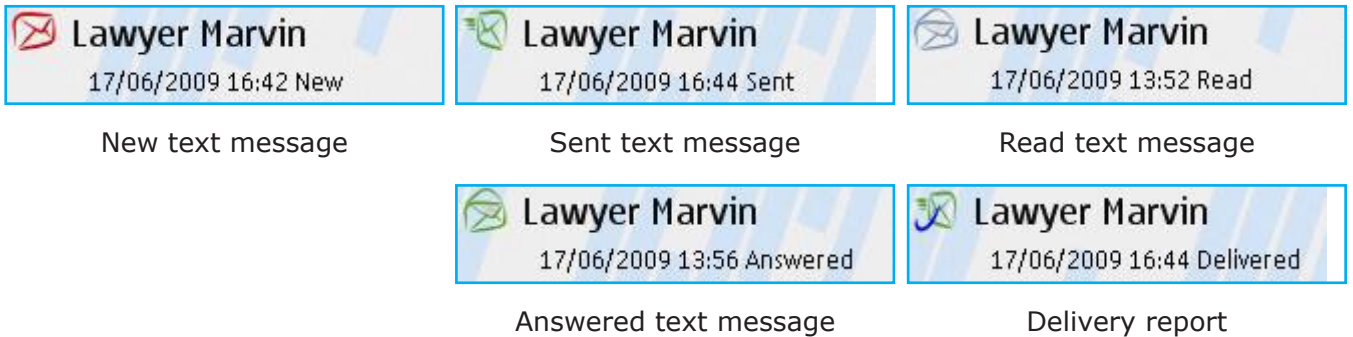 Lawyer Marvin
17/06/2009 16:42 New
New text message
Lawyer Marvin
17/06/2009 16:44 Sent
Sent text message
Lawyer Marvin
17/06/2009 13:52 Read
Read text message
Lawyer Marvin
17/06/2009 13:56 Answered
Answered text message
Lawyer Marvin
17/06/2009 16:44 Delivered
Delivery report